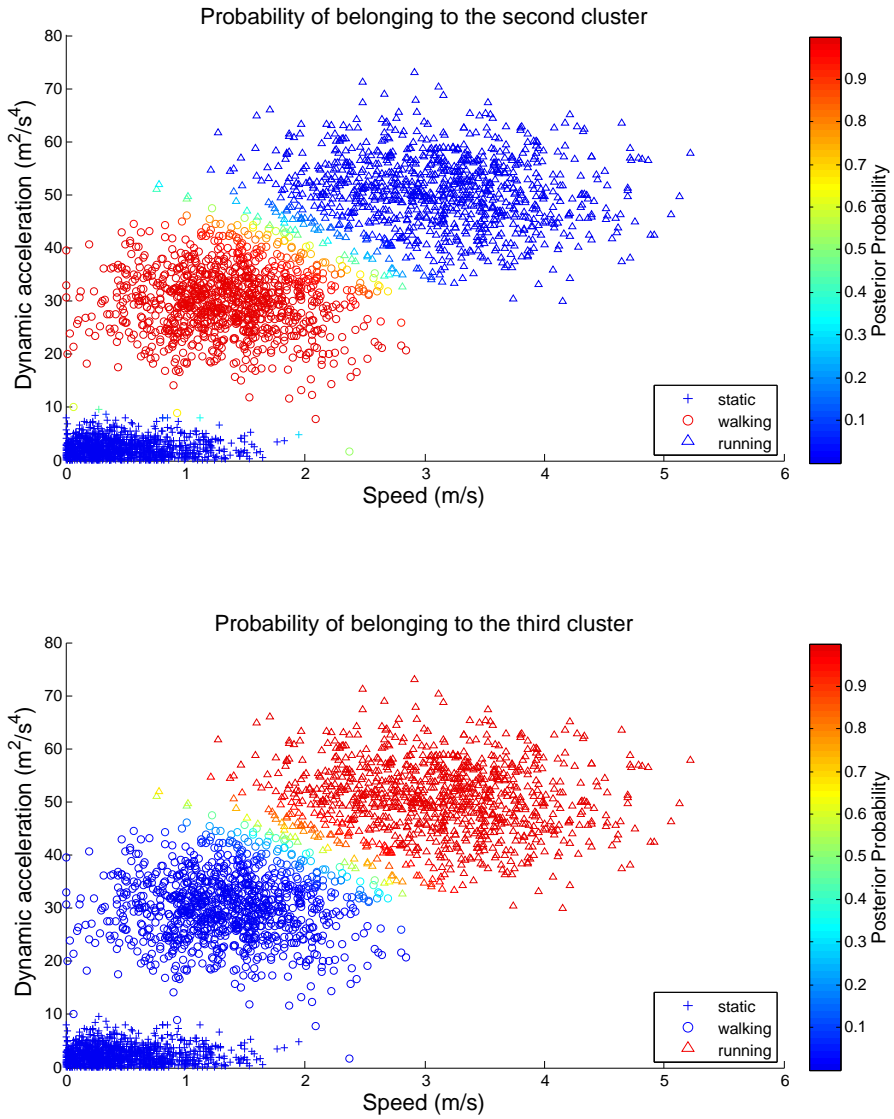 Probability of belonging to the second cluster
80
70
60
50
40
30
20
10
0
Dynamic acceleration (m²/s⁴)
0 1 2 3 4 5 6
Speed (m/s)
static
walking
running
0.9
0.8
0.7
0.6
0.5
0.4
0.3
0.2
0.1
Posterior Probability
Probability of belonging to the third cluster
80
70
60
50
40
30
20
10
0
Dynamic acceleration (m²/s⁴)
0 1 2 3 4 5 6
Speed (m/s)
static
walking
running
0.9
0.8
0.7
0.6
0.5
0.4
0.3
0.2
0.1
Posterior Probability